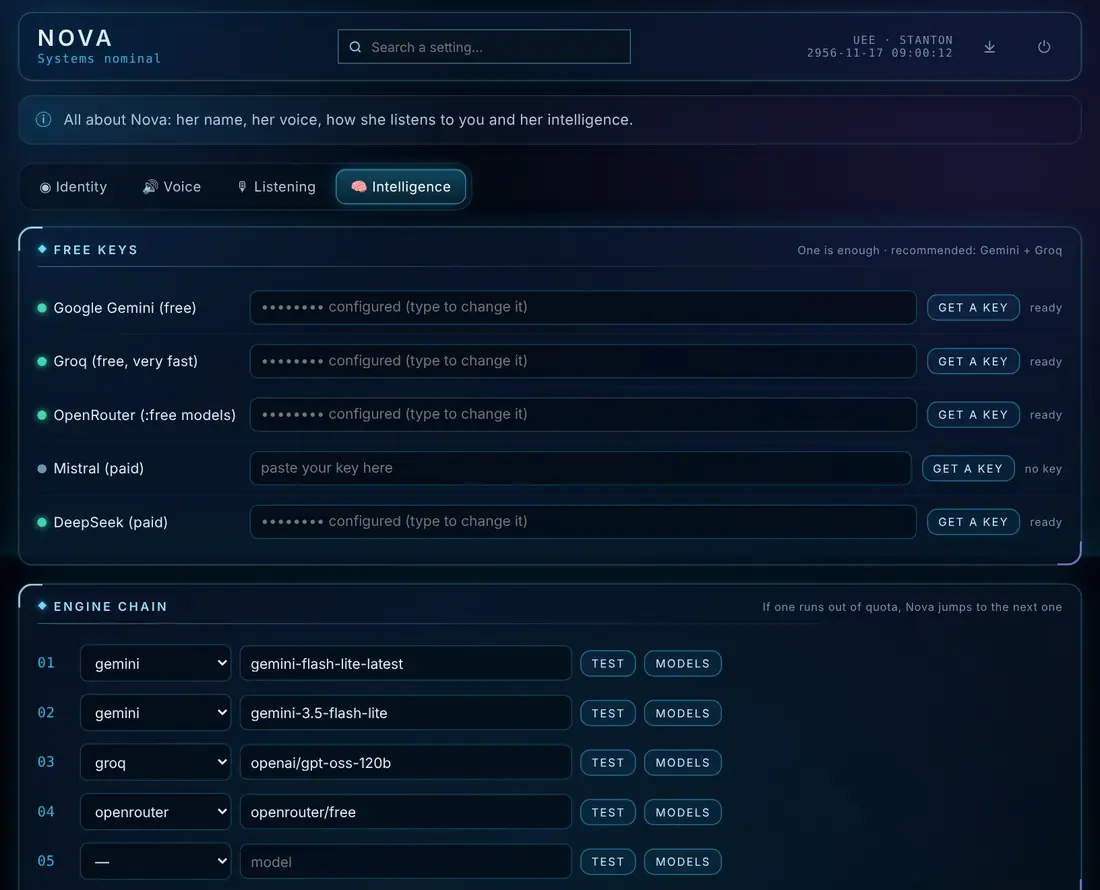 NOVA
Systems nominal
Search a setting...
UEE · STANTON
2956-11-17 09:00:12
All about Nova: her name, her voice, how she listens to you and her intelligence.
Identity
Voice
Listening
Intelligence
FREE KEYS
One is enough · recommended: Gemini + Groq
Google Gemini (free) •••••••• configured (type to change it) GET A KEY ready
Groq (free, very fast) •••••••• configured (type to change it) GET A KEY ready
OpenRouter (:free models) •••••••• configured (type to change it) GET A KEY ready
Mistral (paid) paste your key here GET A KEY no key
DeepSeek (paid) •••••••• configured (type to change it) GET A KEY ready
ENGINE CHAIN
If one runs out of quota, Nova jumps to the next one
01 gemini gemini-flash-lite-latest TEST MODELS
02 gemini gemini-3.5-flash-lite TEST MODELS
03 groq openai/gpt-oss-120b TEST MODELS
04 openrouter openrouter/free TEST MODELS
05 — model TEST MODELS